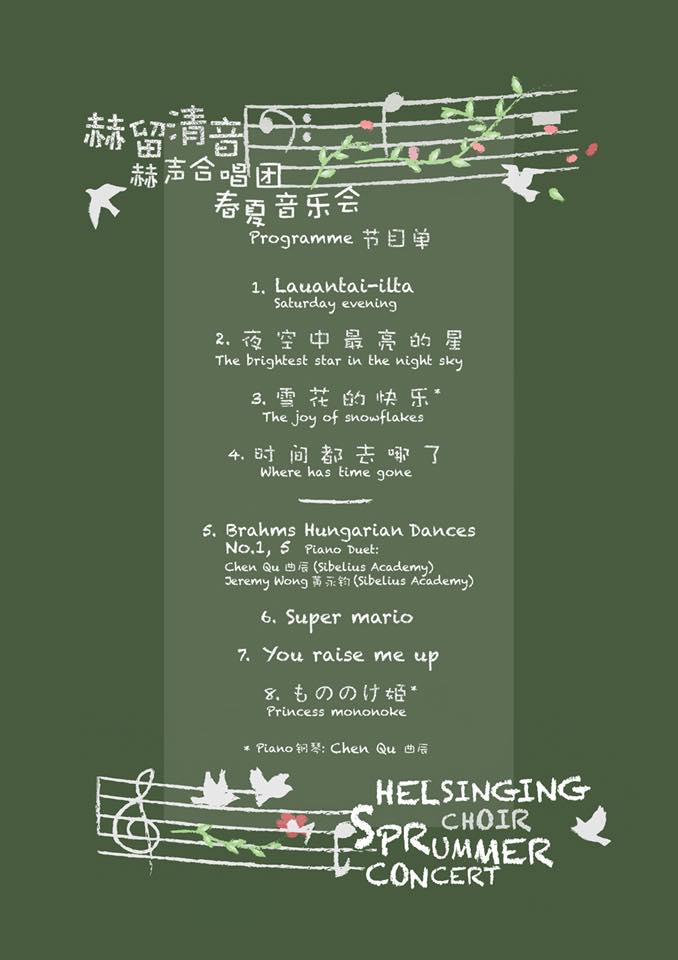 赫留清音
赫声合唱团
春夏音乐会
Programme 节目单
1. Lauantai-ilta
Saturday evening
2. 夜空中最亮的星
The brightest star in the night sky
3. 雪花的快乐*
The joy of snowflakes
4. 时间都去哪了
Where has time gone
5. Brahms Hungarian Dances
No.1, 5 Piano Duet:
Chen Qu 曲辰 (Sibelius Academy)
Jeremy Wong 黄永钧 (Sibelius Academy)
6. Super mario
7. You raise me up
8. もののけ姫*
Princess mononoke
* Piano 钢琴: Chen Qu 曲辰
HELSINGING
CHOIR
SPRUMMER
CONCERT